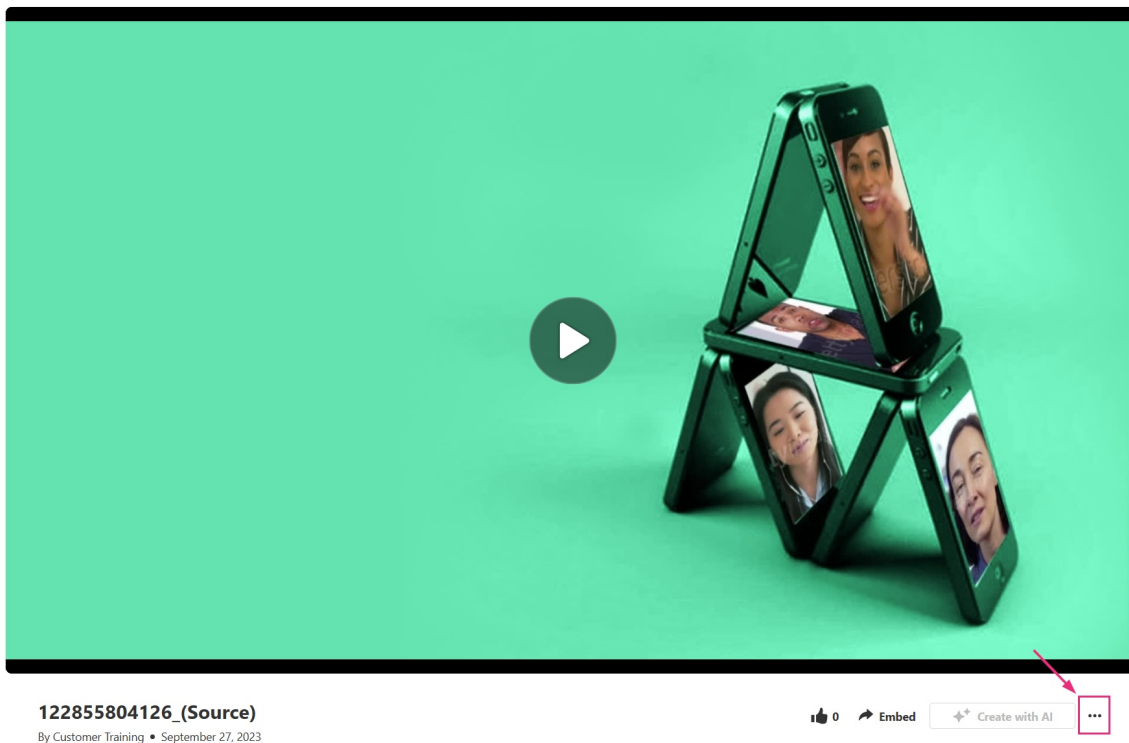 122855804126_(Source)
0 Embed Create with AI
By Customer Training • September 27, 2023